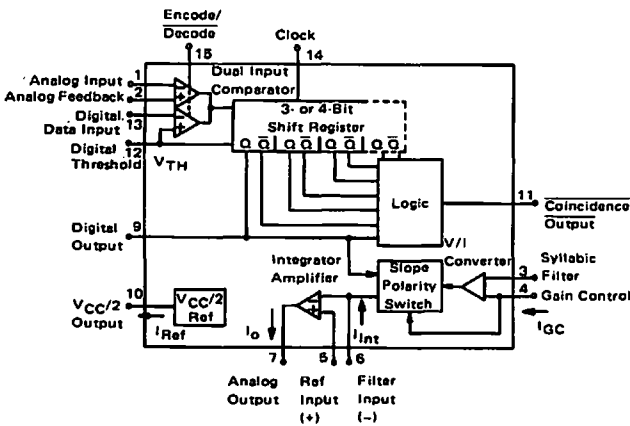 Encode/
Decode
15
Clock
14
1
Analog Input
2
Analog Feedback
Digital
Data Input
13
Digital
Threshold
12
VTH
Dual Input
Comparator
3- or 4-Bit
Shift Register
Q Q Q Q Q Q Q Q
Logic
11
Coincidence
Output
Digital
Output
9
V/I
Converter
Integrator
Amplifier
Slope
Polarity
Switch
3
Syllabic
Filter
4
Gain Control
IGC
10
VCC/2
Output
VCC/2
Ref
IRef
Io
IInt
7
5
6
Analog
Output
Ref
Input
(+)
Filter
Input
(-)